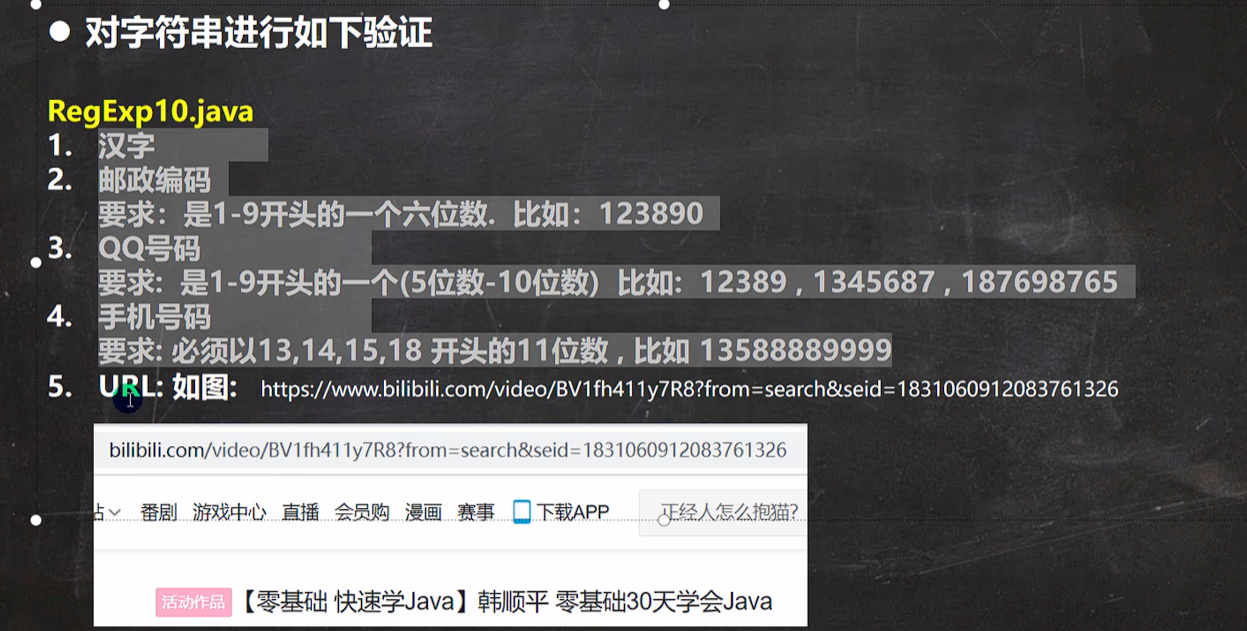 ● 对字符串进行如下验证
RegExp10.java
1. 汉字
2. 邮政编码
要求：是1-9开头的一个六位数. 比如：123890
3. QQ号码
要求: 是1-9开头的一个(5位数-10位数) 比如: 12389 , 1345687 , 187698765
4. 手机号码
要求: 必须以13,14,15,18 开头的11位数 , 比如 13588889999
5. URL: 如图: https://www.bilibili.com/video/BV1fh411y7R8?from=search&seid=1831060912083761326
bilibili.com/video/BV1fh411y7R8?from=search&seid=1831060912083761326
站 番剧 游戏中心 直播 会员购 漫画 赛事 下载APP 正经人怎么抱猫?
活动作品 【零基础 快速学Java】韩顺平 零基础30天学会Java